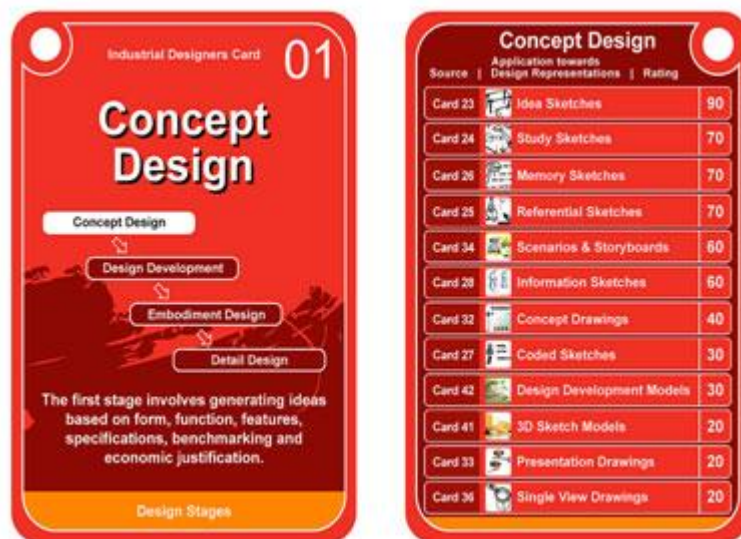 Industrial Designers Card
01
Concept
Design
Concept Design
Design Development
Embodiment Design
Detail Design
The first stage involves generating ideas
based on form, function, features,
specifications, benchmarking and
economic justification.
Design Stages
Concept Design
Application towards
Source | Design Representations | Rating
Card 23 Idea Sketches 90
Card 24 Study Sketches 70
Card 26 Memory Sketches 70
Card 25 Referential Sketches 70
Card 34 Scenarios & Storyboards 60
Card 28 Information Sketches 60
Card 32 Concept Drawings 40
Card 27 Coded Sketches 30
Card 42 Design Development Models 30
Card 41 3D Sketch Models 20
Card 33 Presentation Drawings 20
Card 36 Single View Drawings 20